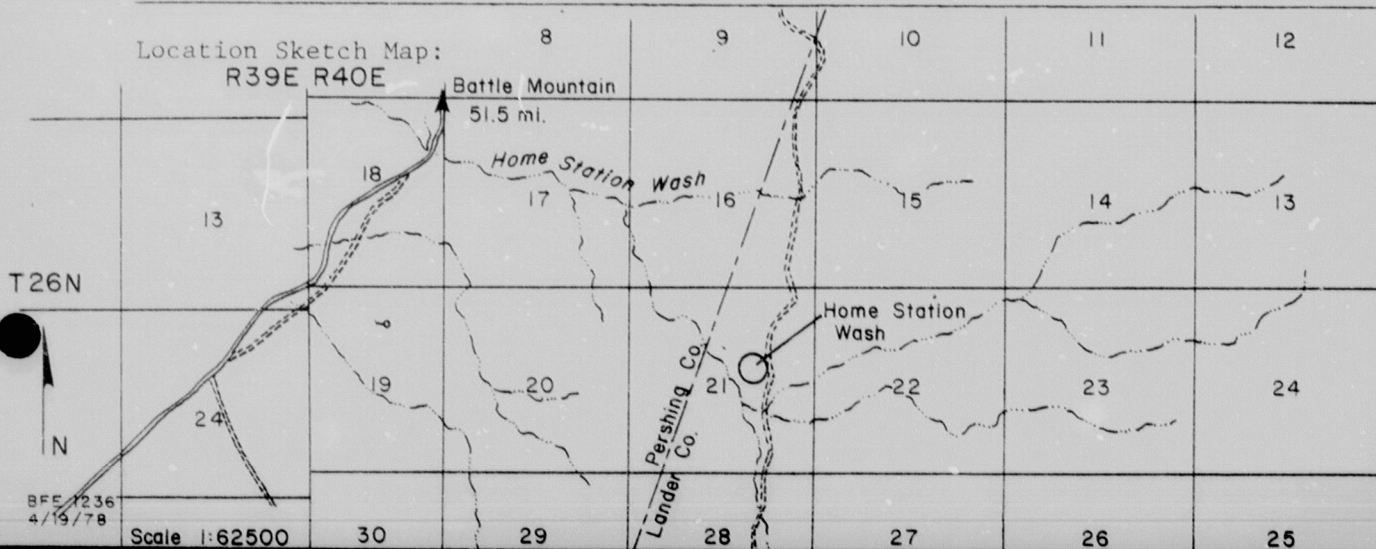 Location Sketch Map:
R39E R40E
8
9
10
11
12
Battle Mountain
51.5 mi.
18
Home Station Wash
17
16
15
14
13
13
T26N
Home Station
Wash
19
20
21
22
23
24
24
Pershing Co.
Lander Co.
N
BFE 1236
4/19/78
Scale 1:62500
30
29
28
27
26
25